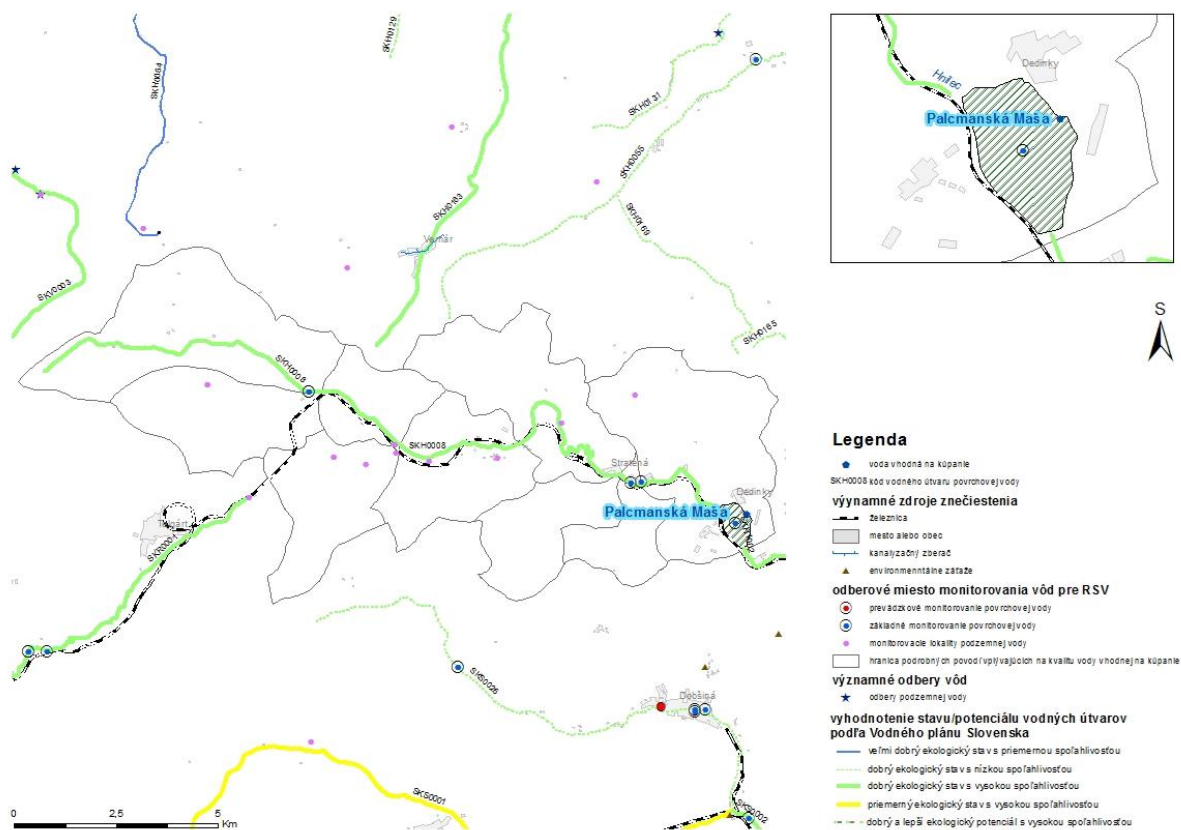 SKH0129
SKH0064
SKH0131
SKH0055
SKH0183
SKH0169
Vernár
SKV0003
SKH0165
SKH0008
SKH0008
Stratená
Dedinky
Palcmanská Maša
Telgárt
SKR0001
SKS0026
Dobšiná
SKS0001
SKS0002
0
2,5
5
Km
Dedinky
Hnilec
Palcmanská Maša
S
Legenda
voda vhodná na kúpanie
SKH0008 kód vodného útvaru povrchovej vody
významné zdroje znečistenia
železnica
mesto alebo obec
kanalyzačný zberač
environmenntálne záťaže
odberové miesto monitorovania vôd pre RSV
prevádzkové monitorovanie povrchovej vody
základné monitorovanie povrchovej vody
monitorovacie lokality podzemnej vody
hranica podrobných povodí vplývajúcich na kvalitu vody vhodnej na kúpanie
významné odbery vôd
odbery podzemnej vody
vyhodnotenie stavu/potenciálu vodných útvarov
podľa Vodného plánu Slovenska
veľmi dobrý ekologický stav s priemernou spoľahlivosťou
dobrý ekologický stav s nízkou spoľahlivosťou
dobrý ekologický stav s vysokou spoľahlivosťou
priemerný ekologický stav s vysokou spoľahlivosťou
dobrý a lepší ekologický potenciál s vysokou spoľahlivosťou